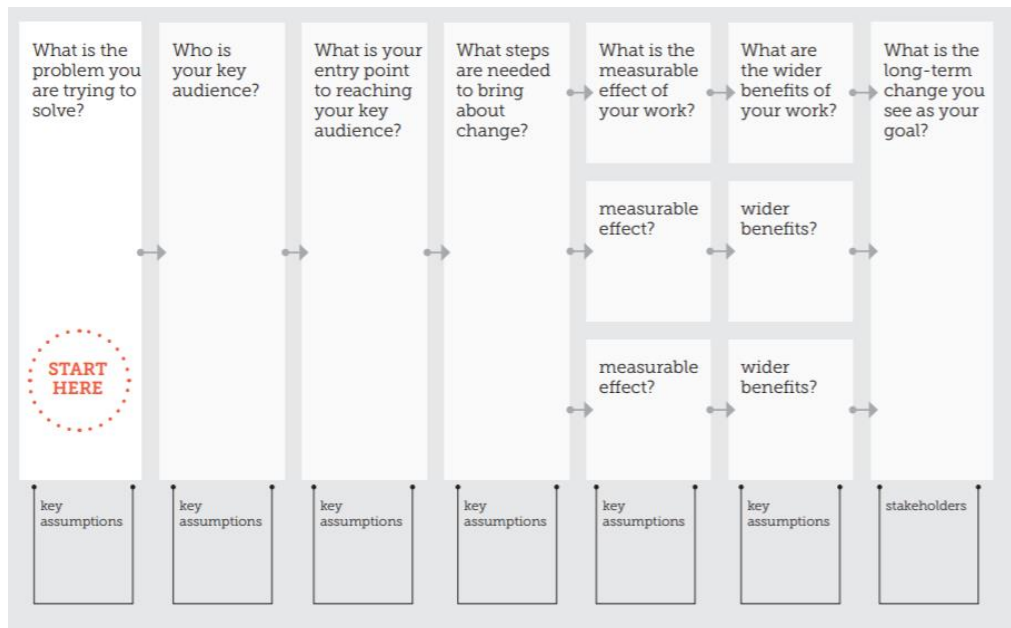 What is the
problem you
are trying to
solve?
START
HERE
key
assumptions
Who is
your key
audience?
key
assumptions
What is your
entry point
to reaching
your key
audience?
key
assumptions
What steps
are needed
to bring
about
change?
key
assumptions
What is the
measurable
effect of
your work?
measurable
effect?
measurable
effect?
key
assumptions
What are
the wider
benefits of
your work?
wider
benefits?
wider
benefits?
key
assumptions
What is the
long-term
change you
see as your
goal?
stakeholders